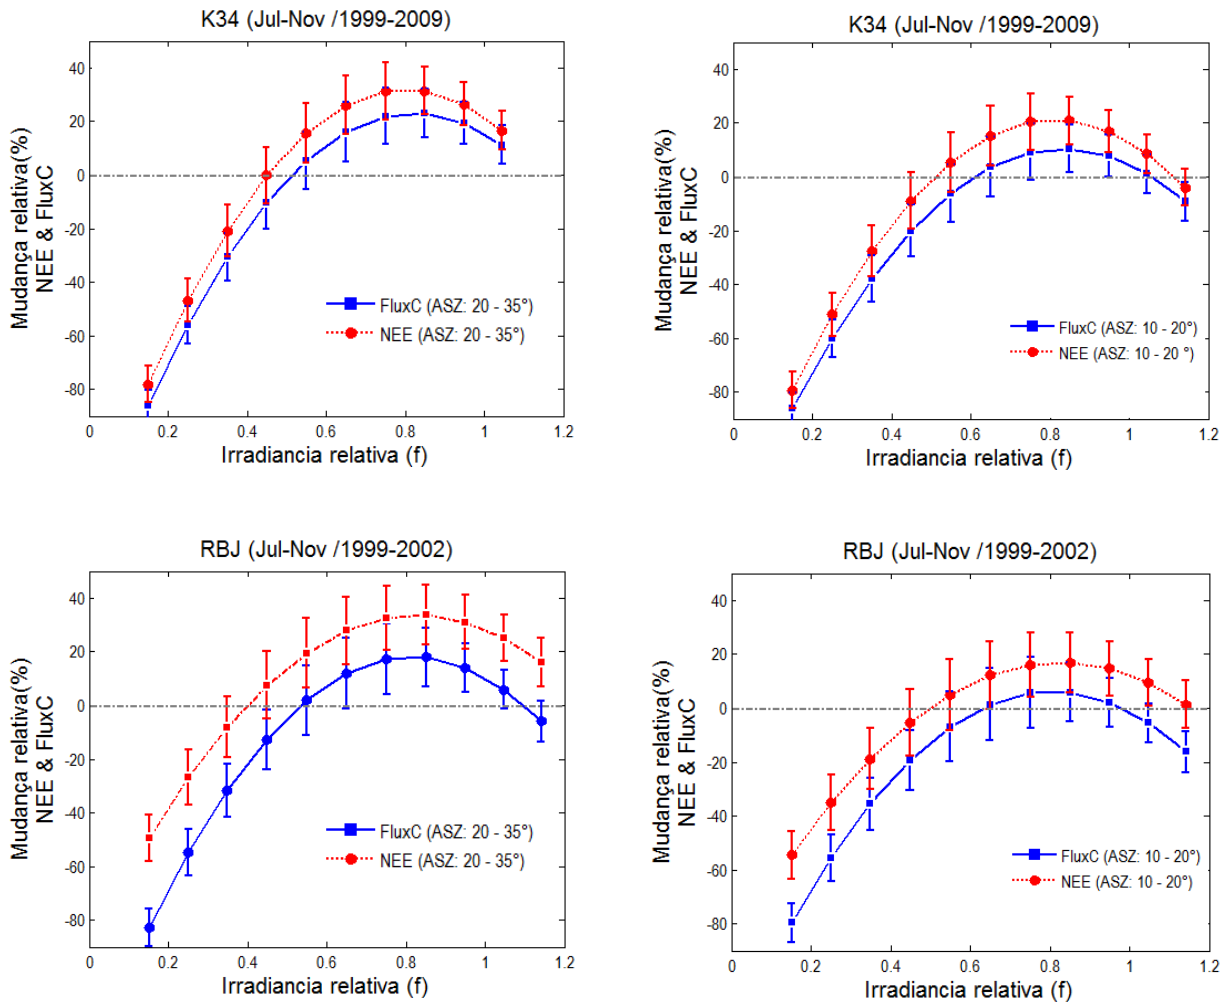 K34 (Jul-Nov /1999-2009)
Mudança relativa(%)
NEE & FluxC
40
20
0
-20
-40
-60
-80
FluxC (ASZ: 20 - 35°)
NEE (ASZ: 20 - 35°)
0 0.2 0.4 0.6 0.8 1 1.2
Irradiancia relativa (f)
K34 (Jul-Nov /1999-2009)
Mudança relativa(%)
NEE & FluxC
40
20
0
-20
-40
-60
-80
FluxC (ASZ: 10 - 20°)
NEE (ASZ: 10 - 20 °)
0 0.2 0.4 0.6 0.8 1 1.2
Irradiancia relativa (f)
RBJ (Jul-Nov /1999-2002)
Mudança relativa(%)
NEE & FluxC
40
20
0
-20
-40
-60
-80
FluxC (ASZ: 20 - 35°)
NEE (ASZ: 20 - 35°)
0 0.2 0.4 0.6 0.8 1 1.2
Irradiancia relativa (f)
RBJ (Jul-Nov /1999-2002)
Mudança relativa(%)
NEE & FluxC
40
20
0
-20
-40
-60
-80
FluxC (ASZ: 10 - 20°)
NEE (ASZ: 10 - 20°)
0 0.2 0.4 0.6 0.8 1 1.2
Irradiancia relativa (f)